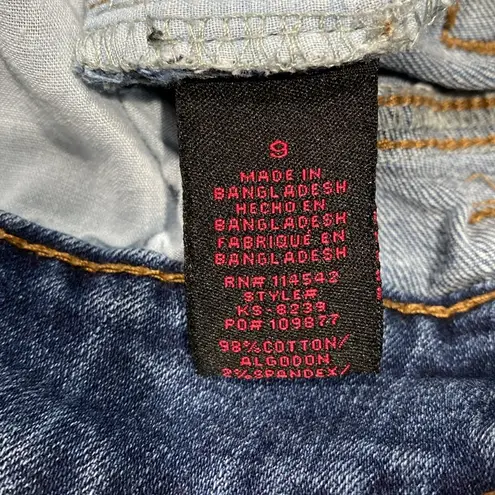 9
MADE IN
BANGLADESH
HECHO EN
BANGLADESH
FABRIQUE EN
BANGLADESH
RN# 114542
STYLE#
KS-8239
PO# 109877
98%COTTON/
ALGODON
2%SPANDEX/